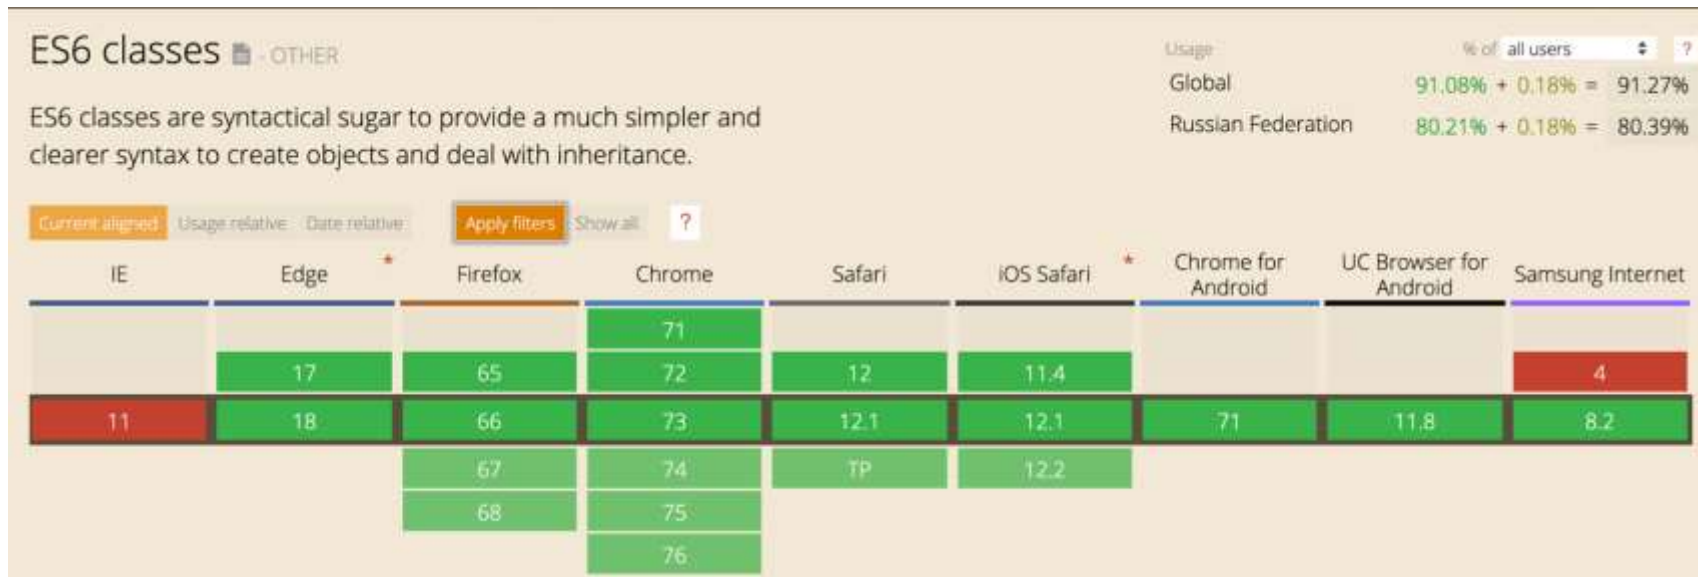 ES6 classes - OTHER
ES6 classes are syntactical sugar to provide a much simpler and
clearer syntax to create objects and deal with inheritance.
Usage % of all users ?
Global 91.08% + 0.18% = 91.27%
Russian Federation 80.21% + 0.18% = 80.39%
Current aligned Usage relative Date relative Apply filters Show all ?
IE Edge * Firefox Chrome Safari iOS Safari * Chrome for Android UC Browser for Android Samsung Internet
71
17 65 72 12 11.4 4
11 18 66 73 12.1 12.1 71 11.8 8.2
67 74 TP 12.2
68 75
76